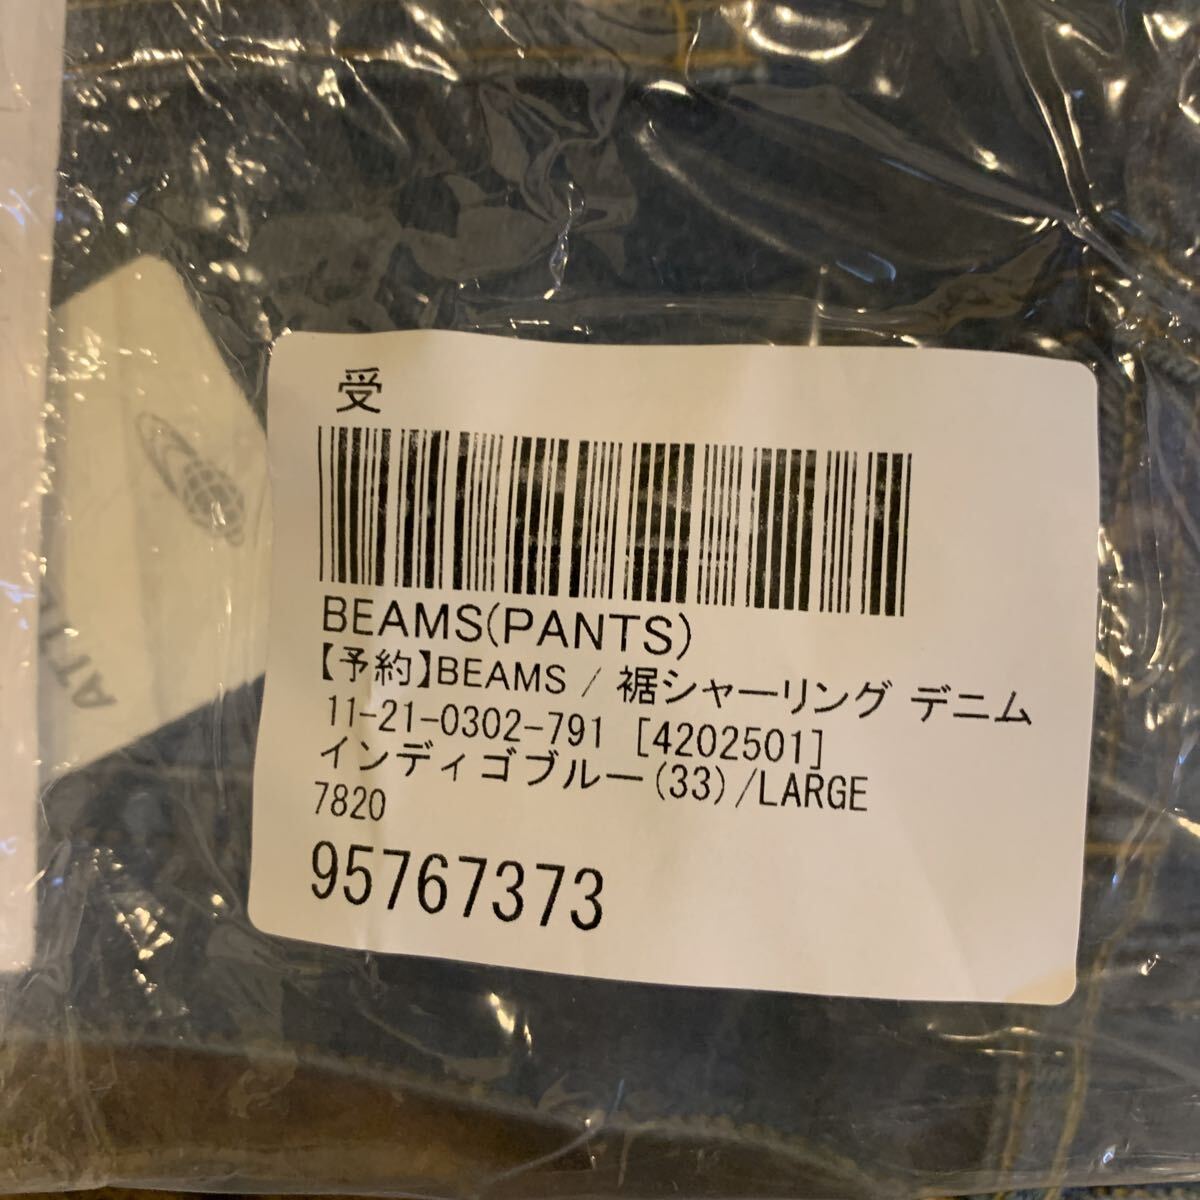 受
BEAMS(PANTS)
【予約】BEAMS / 裾シャーリング デニム
11-21-0302-791 [4202501]
インディゴブルー(33)/LARGE
7820
95767373